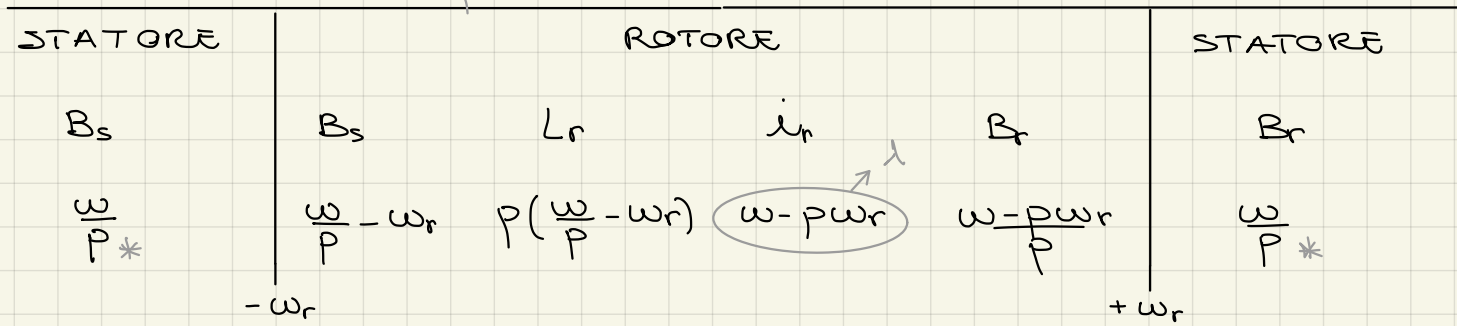 STATORE ROTORE STATORE
Bs Bs Lr ir Br Br
λ
ω/p * ω/p - ωr p(ω/p - ωr) ω - pωr (ω - pωr)/p ω/p *
- ωr + ωr